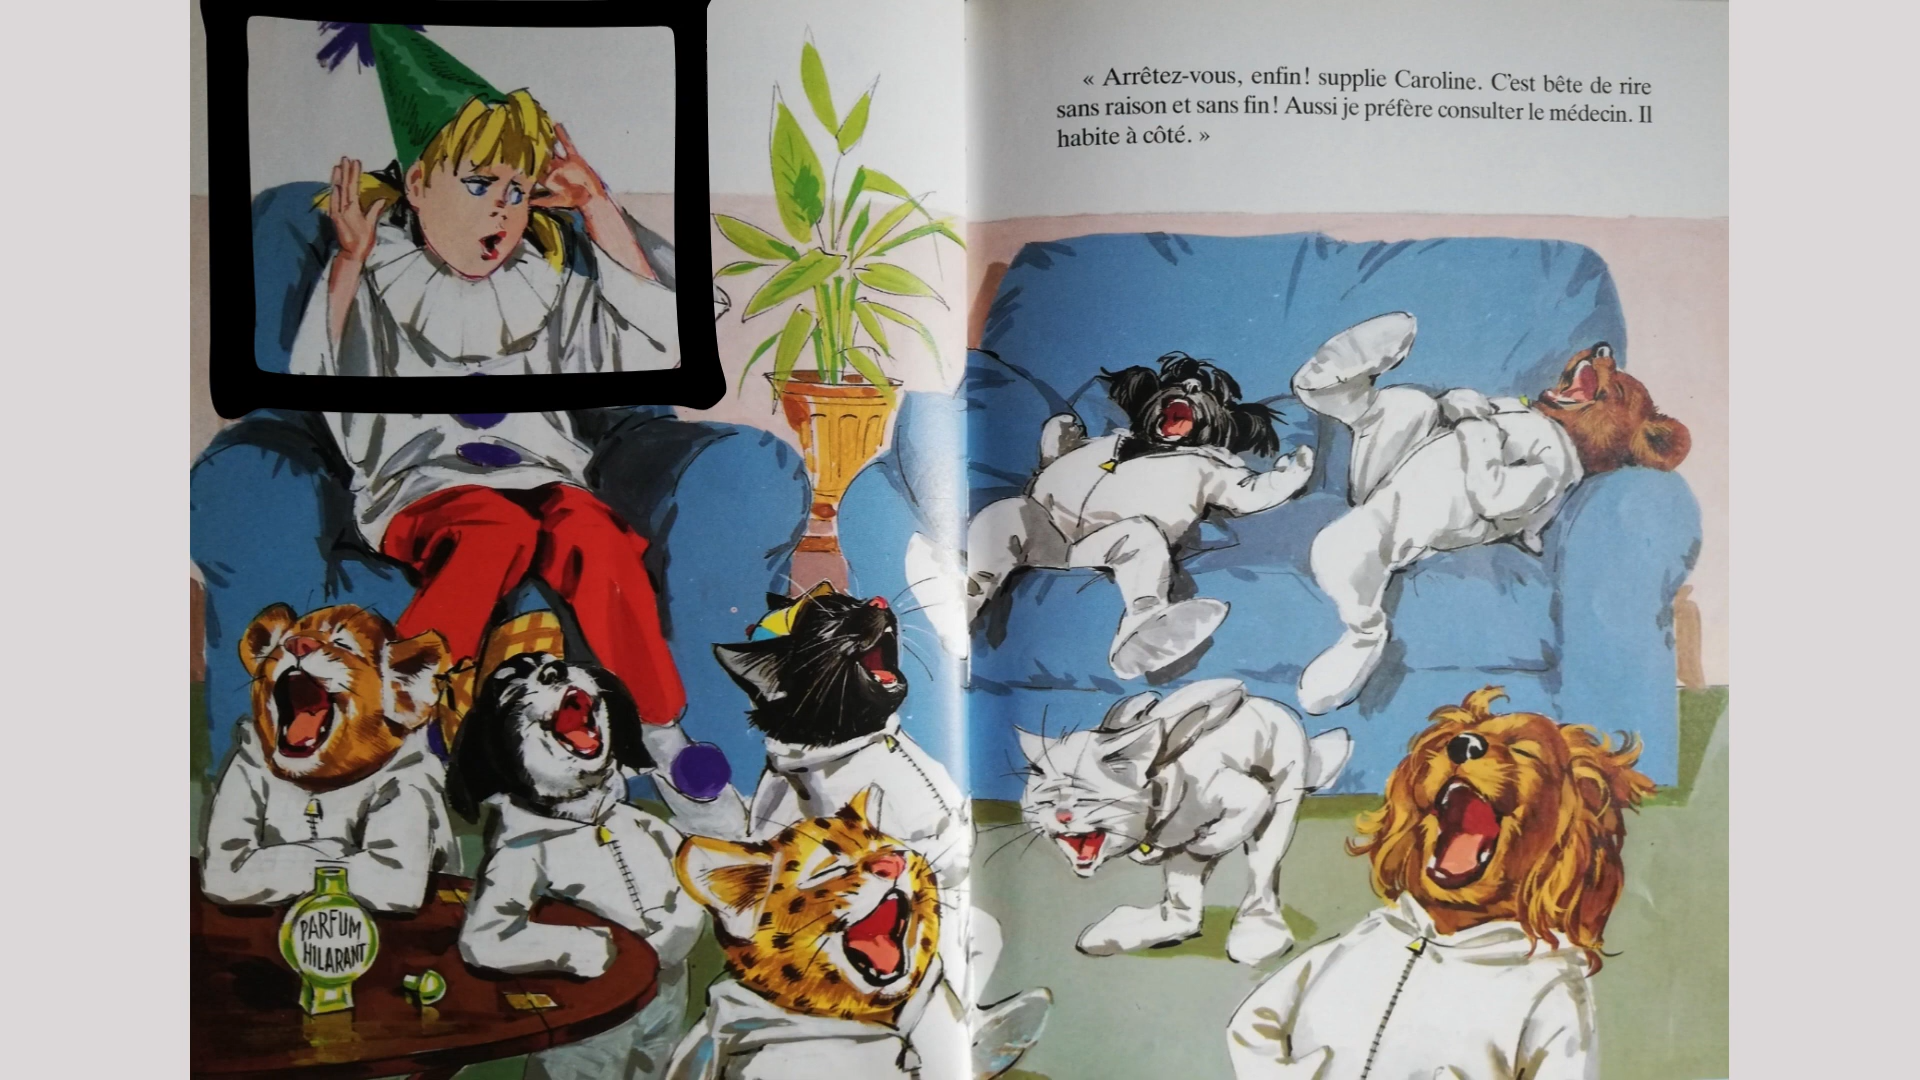 « Arrêtez-vous, enfin! supplie Caroline. C'est bête de rire
sans raison et sans fin! Aussi je préfère consulter le médecin. Il
habite à côté. »
PARFUM
HILARANT